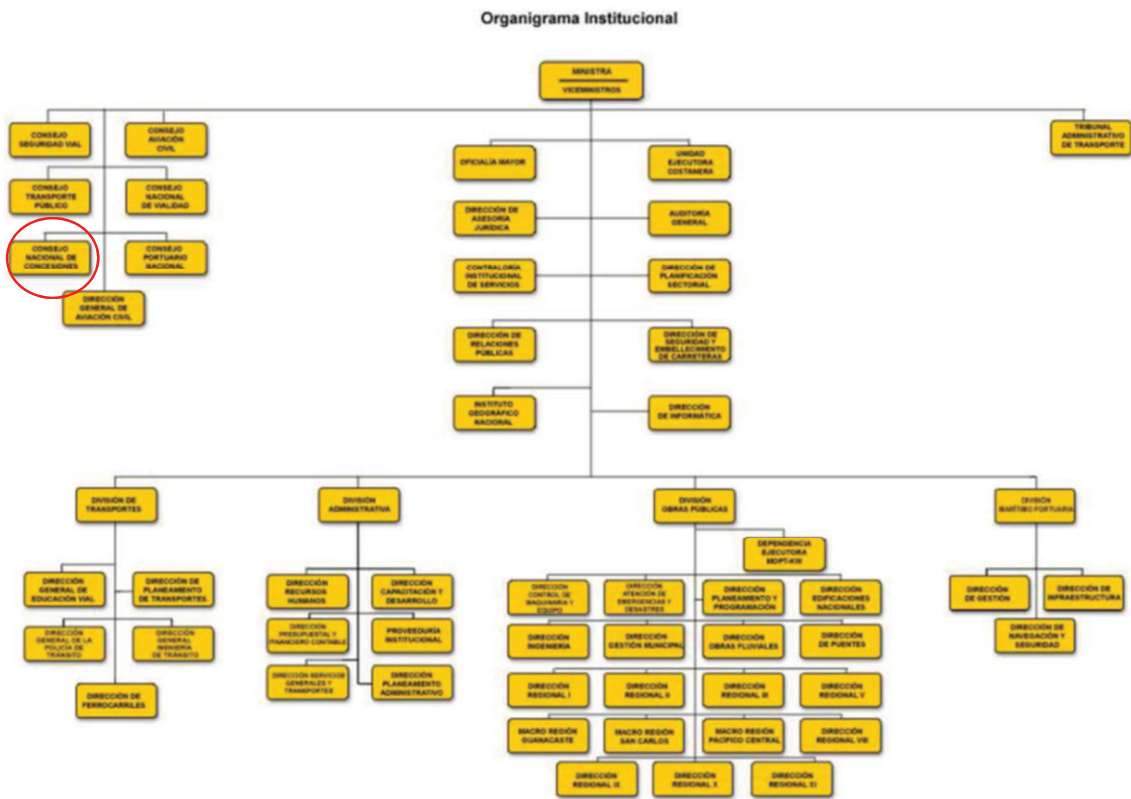 Organigrama Institucional
MINISTRA
VICEMINISTROS
CONSEJO
SEGURIDAD VIAL
CONSEJO
AVIACIÓN
CIVIL
CONSEJO
TRANSPORTE
PÚBLICO
CONSEJO
NACIONAL
DE VIALIDAD
CONSEJO
NACIONAL DE
CONCESIONES
CONSEJO
PORTUARIO
NACIONAL
DIRECCIÓN
GENERAL DE
AVIACIÓN CIVIL
TRIBUNAL
ADMINISTRATIVO
DE TRANSPORTE
OFICIALÍA MAYOR
UNIDAD
EJECUTORA
COSTANERA
DIRECCIÓN DE
ASESORÍA
JURÍDICA
AUDITORÍA
GENERAL
CONTRALORÍA
INSTITUCIONAL
DE SERVICIOS
DIRECCIÓN DE
PLANIFICACIÓN
SECTORIAL
DIRECCIÓN DE
RELACIONES
PÚBLICAS
DIRECCIÓN DE
SEGURIDAD Y
EMBELLECIMIENTO
DE CARRETERAS
INSTITUTO
GEOGRÁFICO
NACIONAL
DIRECCIÓN
DE INFORMÁTICA
DIVISIÓN DE
TRANSPORTES
DIRECCIÓN
GENERAL DE
EDUCACIÓN VIAL
DIRECCIÓN DE
PLANEAMIENTO
DE TRANSPORTES
DIRECCIÓN
GENERAL DE LA
POLICÍA DE
TRÁNSITO
DIRECCIÓN
GENERAL
DE TRÁNSITO
DIRECCIÓN DE
FERROCARRILES
DIVISIÓN
ADMINISTRATIVA
DIRECCIÓN
RECURSOS
HUMANOS
DIRECCIÓN
CAPACITACIÓN Y
DESARROLLO
DIRECCIÓN
PRESUPUESTAL Y
FINANCIERO CONTABLE
PROVEEDURÍA
INSTITUCIONAL
DIRECCIÓN SERVICIOS
GENERALES Y
TRANSPORTES
DIRECCIÓN
PLANEAMIENTO
ADMINISTRATIVO
DIVISIÓN
OBRAS PÚBLICAS
DEPENDENCIA
EJECUTORA
MOPT-KW
DIRECCIÓN
CONTROL DE
MAQUINARIA Y
EQUIPO
DIRECCIÓN
ATENCIÓN DE
EMERGENCIAS Y
DESASTRES
DIRECCIÓN
PLANEAMIENTO Y
PROGRAMACIÓN
DIRECCIÓN
EDIFICACIONES
NACIONALES
DIRECCIÓN
INGENIERÍA
DIRECCIÓN
GESTIÓN MUNICIPAL
DIRECCIÓN
OBRAS FLUVIALES
DIRECCIÓN
DE PUENTES
DIRECCIÓN
REGIONAL I
DIRECCIÓN
REGIONAL II
DIRECCIÓN
REGIONAL III
DIRECCIÓN
REGIONAL V
MACRO REGIÓN
GUANACASTE
MACRO REGIÓN
SAN CARLOS
MACRO REGIÓN
PACÍFICO CENTRAL
DIRECCIÓN
REGIONAL VIII
DIRECCIÓN
REGIONAL IX
DIRECCIÓN
REGIONAL X
DIRECCIÓN
REGIONAL XI
DIVISIÓN
MARÍTIMO PORTUARIA
DIRECCIÓN
DE GESTIÓN
DIRECCIÓN DE
INFRAESTRUCTURA
DIRECCIÓN DE
NAVEGACIÓN Y
SEGURIDAD